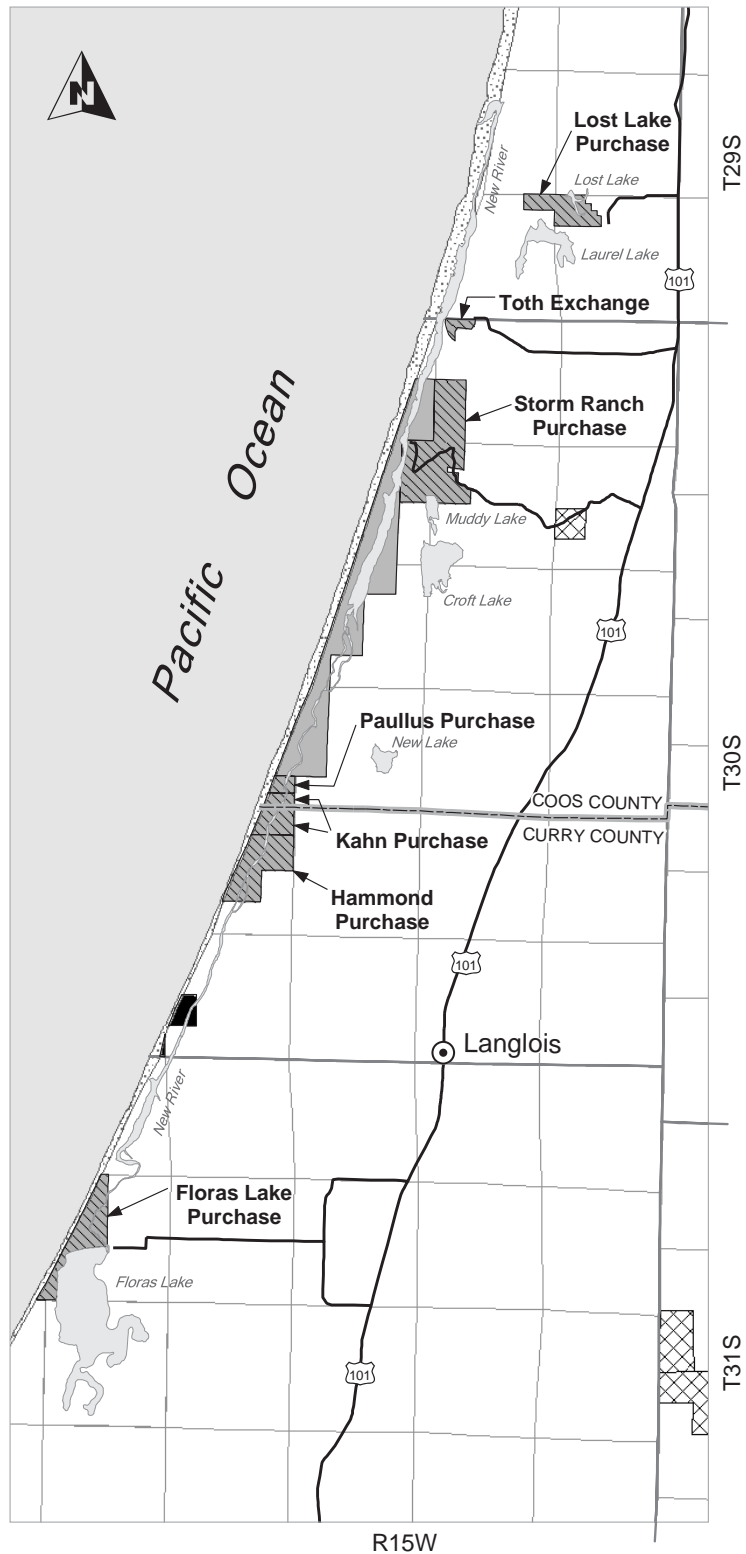 N
Lost Lake
Purchase
T29S
New River
Lost Lake
Laurel Lake
101
Toth Exchange
Pacific Ocean
Storm Ranch
Purchase
Muddy Lake
Croft Lake
101
Paullus Purchase
New Lake
T30S
COOS COUNTY
CURRY COUNTY
Kahn Purchase
Hammond
Purchase
101
Langlois
New River
Floras Lake
Purchase
Floras Lake
T31S
101
R15W